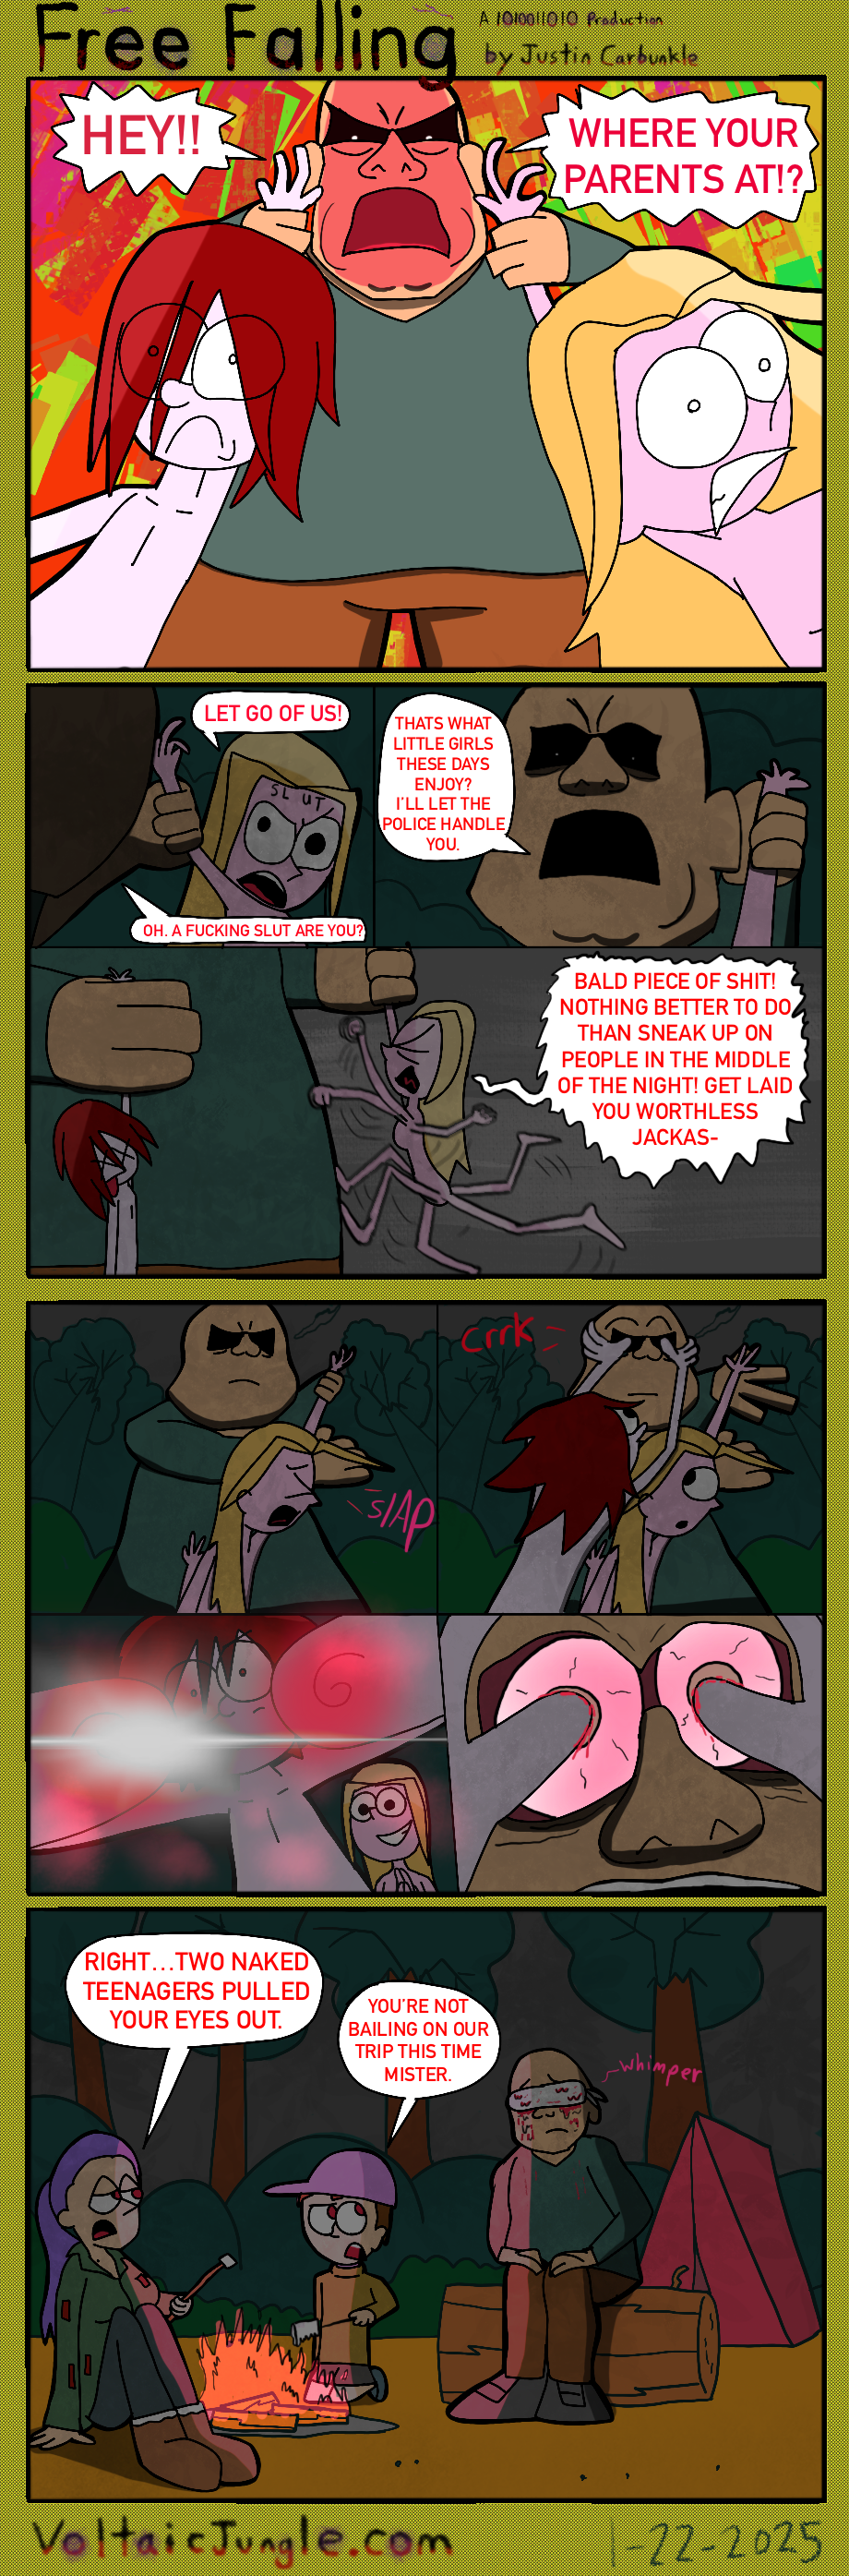 Free Falling
A 1010011010 Production
by Justin Carbunkle
HEY!!
WHERE YOUR
PARENTS AT!?
LET GO OF US!
SLUT
OH. A FUCKING SLUT ARE YOU?
THATS WHAT
LITTLE GIRLS
THESE DAYS
ENJOY?
I'LL LET THE
POLICE HANDLE
YOU.
BALD PIECE OF SHIT!
NOTHING BETTER TO DO
THAN SNEAK UP ON
PEOPLE IN THE MIDDLE
OF THE NIGHT! GET LAID
YOU WORTHLESS
JACKAS-
slAp
crrk
RIGHT...TWO NAKED
TEENAGERS PULLED
YOUR EYES OUT.
YOU'RE NOT
BAILING ON OUR
TRIP THIS TIME
MISTER.
whimper
VoltaicJungle.com
1-22-2025